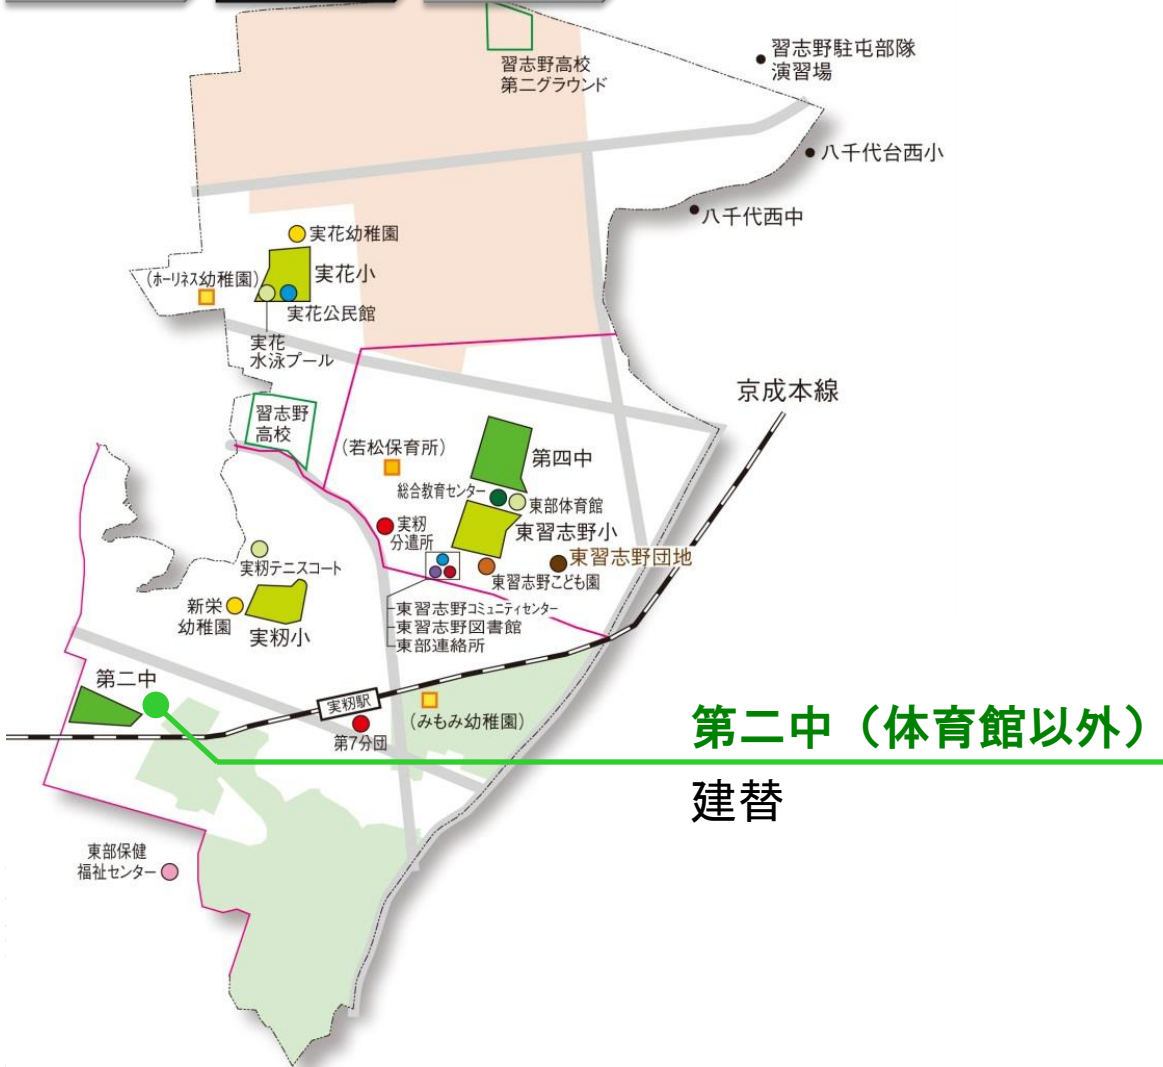 習志野高校
第二グラウンド
習志野駐屯部隊
演習場
八千代台西小
八千代西中
実花幼稚園
実花小
(ホーリネス幼稚園)
実花公民館
実花
水泳プール
京成本線
習志野
高校
(若松保育所)
第四中
総合教育センター
東部体育館
実籾
分遣所
東習志野小
東習志野団地
実籾テニスコート
東習志野こども園
新栄
幼稚園
実籾小
東習志野コミュニティセンター
東習志野図書館
東部連絡所
第二中
実籾駅
(みもみ幼稚園)
第7分団
第二中（体育館以外）
建替
東部保健
福祉センター